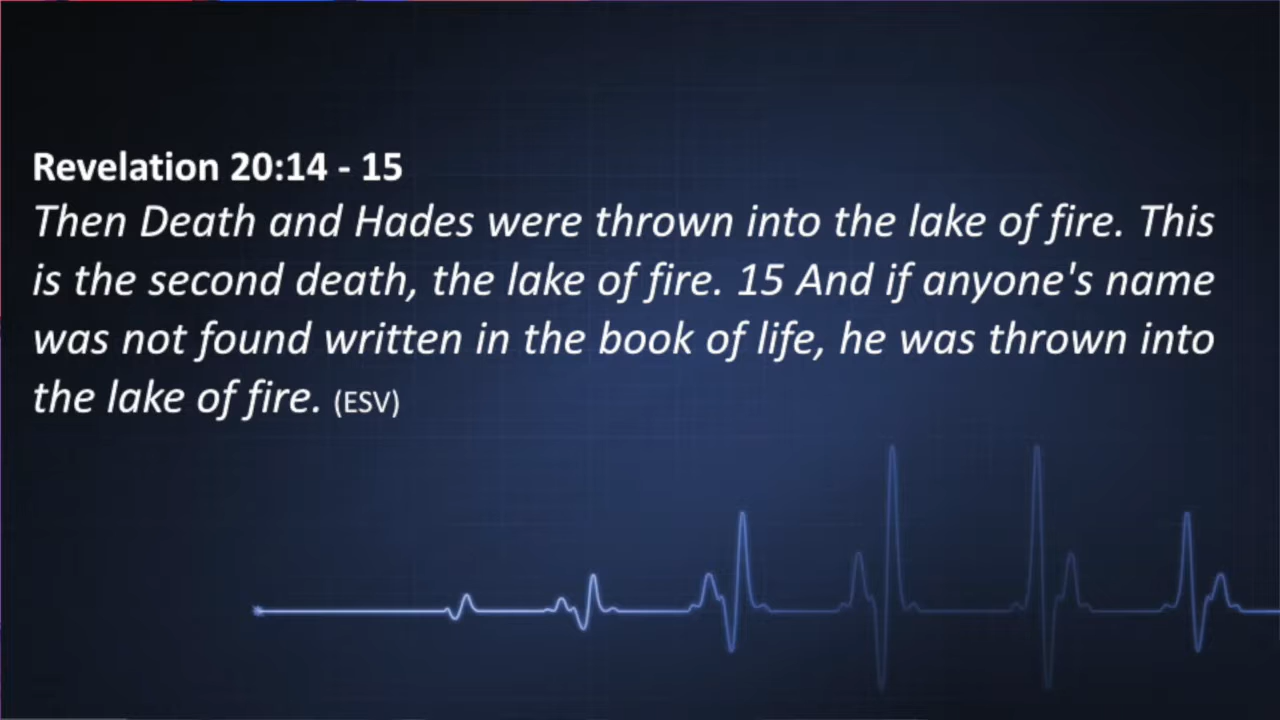 Revelation 20:14 - 15
Then Death and Hades were thrown into the lake of fire. This
is the second death, the lake of fire. 15 And if anyone's name
was not found written in the book of life, he was thrown into
the lake of fire. (ESV)